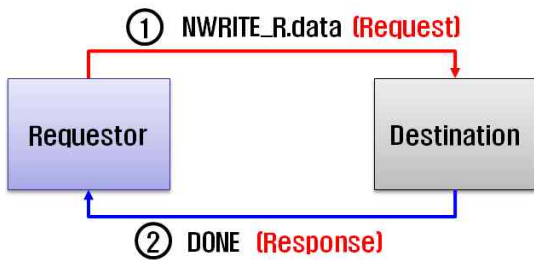 ① NWRITE_R.data (Request)
Requestor
Destination
② DONE (Response)